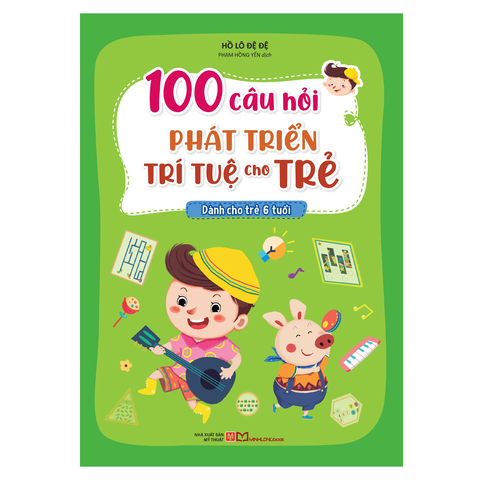 HỒ LÔ ĐỆ ĐỆ
PHẠM HỒNG YẾN dịch
100 câu hỏi
PHÁT TRIỂN
TRÍ TUỆ cho TRẺ
Dành cho trẻ 6 tuổi
NHÀ XUẤT BẢN
MỸ THUẬT
MINHLONGBOOK